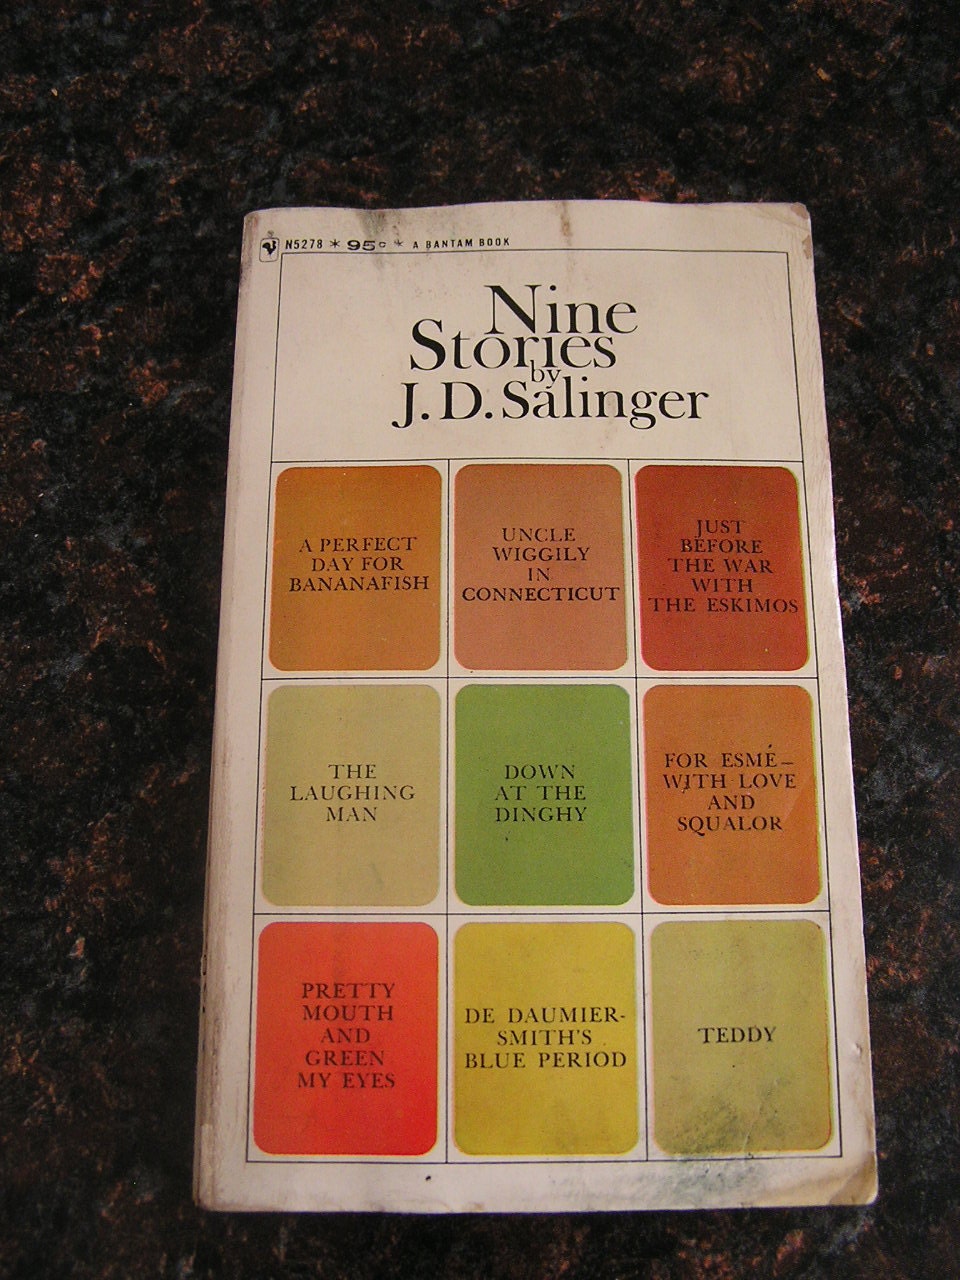 N5278 * 95c * A BANTAM BOOK
Nine
Stories
by
J. D. Salinger
A PERFECT
DAY FOR
BANANAFISH
UNCLE
WIGGILY
IN
CONNECTICUT
JUST
BEFORE
THE WAR
WITH
THE ESKIMOS
THE
LAUGHING
MAN
DOWN
AT THE
DINGHY
FOR ESMÉ—
WITH LOVE
AND
SQUALOR
PRETTY
MOUTH
AND
GREEN
MY EYES
DE DAUMIER-
SMITH'S
BLUE PERIOD
TEDDY